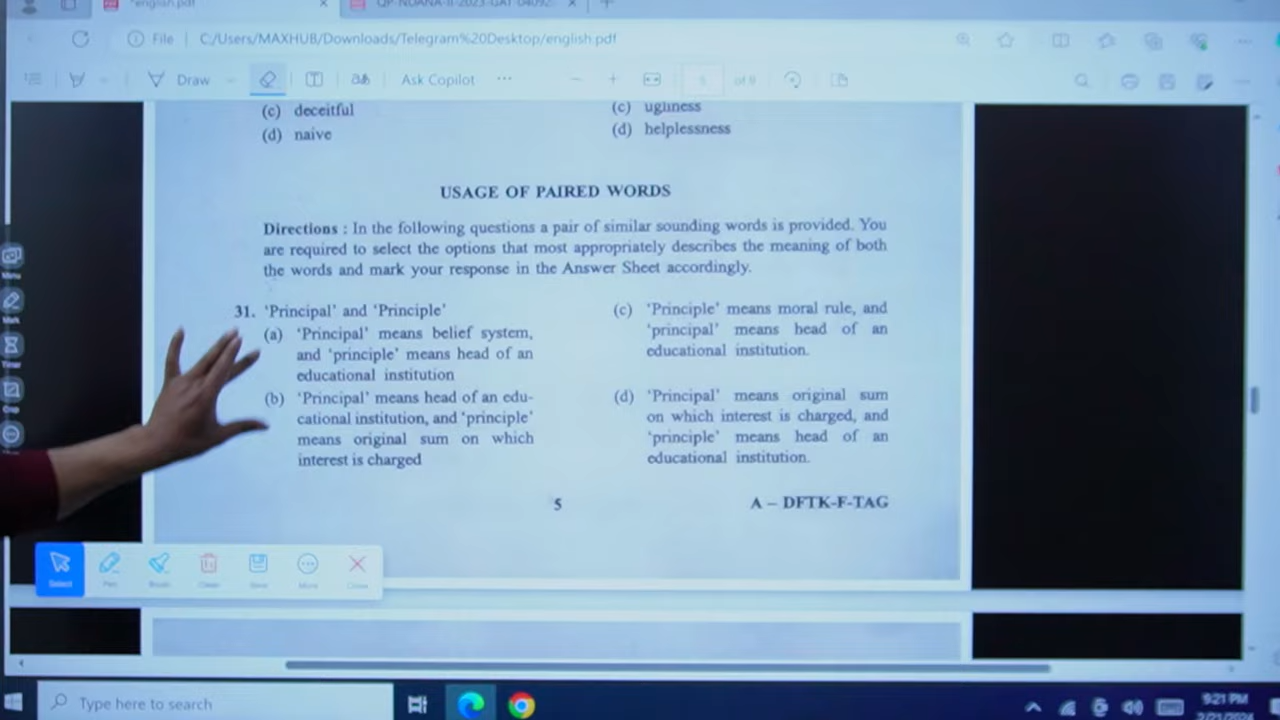 *english.pdf
QP-NDANA-II-2023-GAT-04092
File | C:/Users/MAXHUB/Downloads/Telegram%20Desktop/english.pdf
Draw
Ask Copilot
5 of 9
(c) deceitful
(d) naive
(c) ugliness
(d) helplessness
USAGE OF PAIRED WORDS
Directions : In the following questions a pair of similar sounding words is provided. You
are required to select the options that most appropriately describes the meaning of both
the words and mark your response in the Answer Sheet accordingly.
31. 'Principal' and 'Principle'
(a) 'Principal' means belief system,
and 'principle' means head of an
educational institution
(b) 'Principal' means head of an edu-
cational institution, and 'principle'
means original sum on which
interest is charged
(c) 'Principle' means moral rule, and
'principal' means head of an
educational institution.
(d) 'Principal' means original sum
on which interest is charged, and
'principle' means head of an
educational institution.
5
A – DFTK-F-TAG
Menu
Mark
Timer
Select
Pen
Clear
Save
More
Close
Type here to search
9:21 PM
2/21/2024